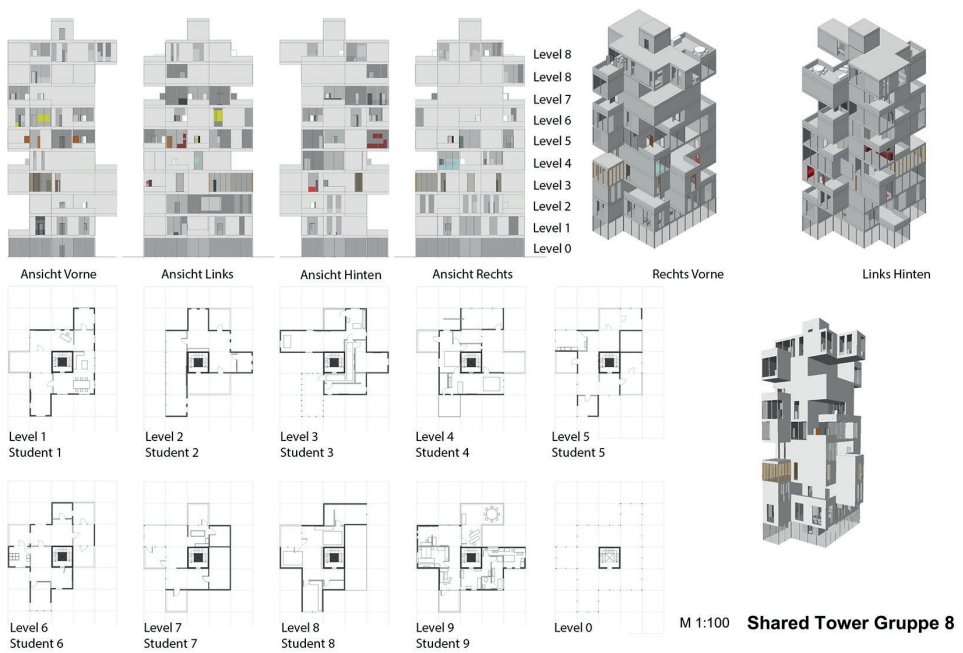 Level 8
Level 8
Level 7
Level 6
Level 5
Level 4
Level 3
Level 2
Level 1
Level 0
Ansicht Vorne
Ansicht Links
Ansicht Hinten
Ansicht Rechts
Rechts Vorne
Links Hinten
Level 1
Student 1
Level 2
Student 2
Level 3
Student 3
Level 4
Student 4
Level 5
Student 5
Level 6
Student 6
Level 7
Student 7
Level 8
Student 8
Level 9
Student 9
Level 0
M 1:100 Shared Tower Gruppe 8